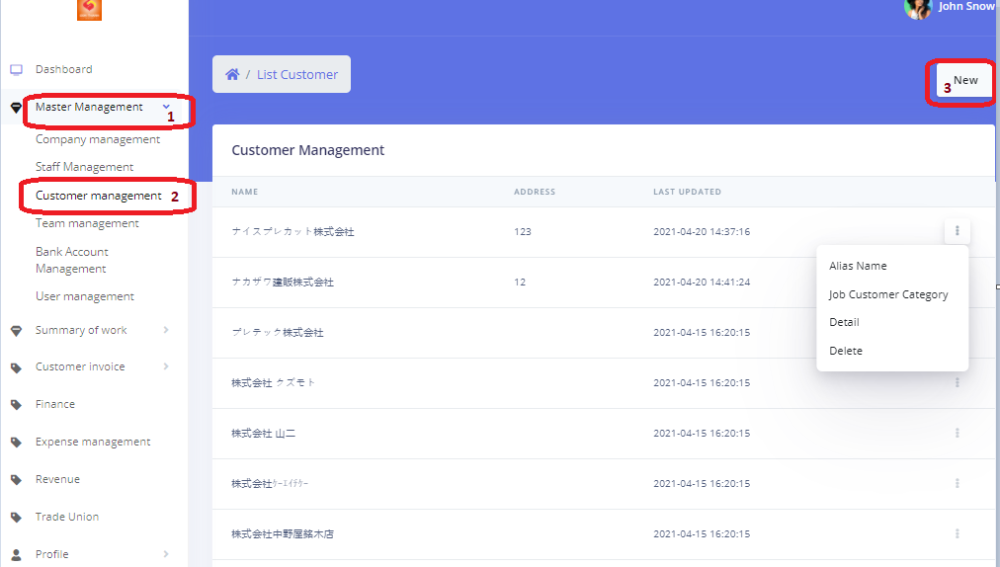 John Snow
Dashboard
Master Management
1
Company management
Staff Management
Customer management 2
Team management
Bank Account
Management
User management
Summary of work
Customer invoice
Finance
Expense management
Revenue
Trade Union
Profile
/ List Customer
New
3
Customer Management
NAME ADDRESS LAST UPDATED
ナイスプレカット株式会社 123 2021-04-20 14:37:16
ナカザワ建販株式会社 12 2021-04-20 14:41:24
プレテック株式会社 2021-04-15 16:20:15
株式会社 クズモト 2021-04-15 16:20:15
株式会社 山二 2021-04-15 16:20:15
株式会社ｹｰｴｲﾁｹｰ 2021-04-15 16:20:15
株式会社中野屋銘木店 2021-04-15 16:20:15
Alias Name
Job Customer Category
Detail
Delete